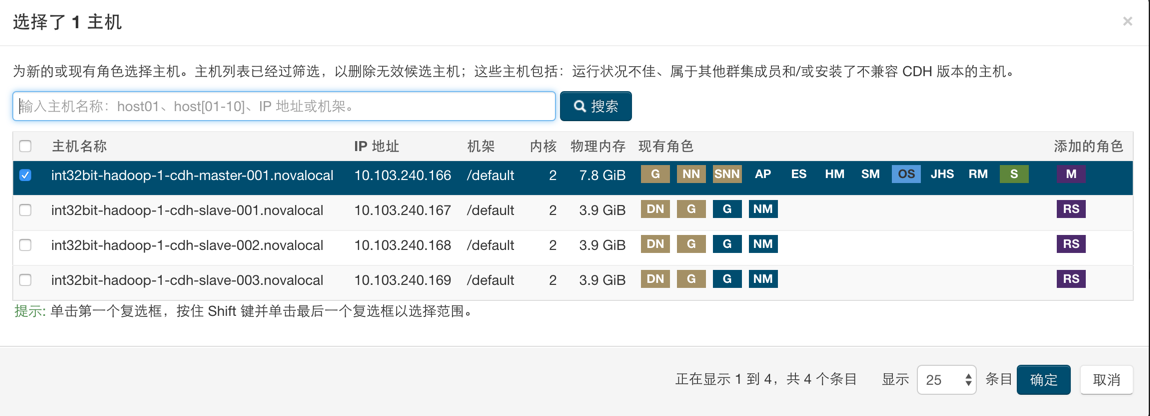 选择了 1 主机 ×
为新的或现有角色选择主机。主机列表已经过筛选，以删除无效候选主机；这些主机包括：运行状况不佳、属于其他群集成员和/或安装了不兼容 CDH 版本的主机。
输入主机名称：host01、host[01-10]、IP 地址或机架。 搜索
主机名称 IP 地址 机架 内核 物理内存 现有角色 添加的角色
int32bit-hadoop-1-cdh-master-001.novalocal 10.103.240.166 /default 2 7.8 GiB G NN SNN AP ES HM SM OS JHS RM S M
int32bit-hadoop-1-cdh-slave-001.novalocal 10.103.240.167 /default 2 3.9 GiB DN G G NM RS
int32bit-hadoop-1-cdh-slave-002.novalocal 10.103.240.168 /default 2 3.9 GiB DN G G NM RS
int32bit-hadoop-1-cdh-slave-003.novalocal 10.103.240.169 /default 2 3.9 GiB DN G G NM RS
提示: 单击第一个复选框，按住 Shift 键并单击最后一个复选框以选择范围。
正在显示 1 到 4，共 4 个条目 显示 25 条目 确定 取消